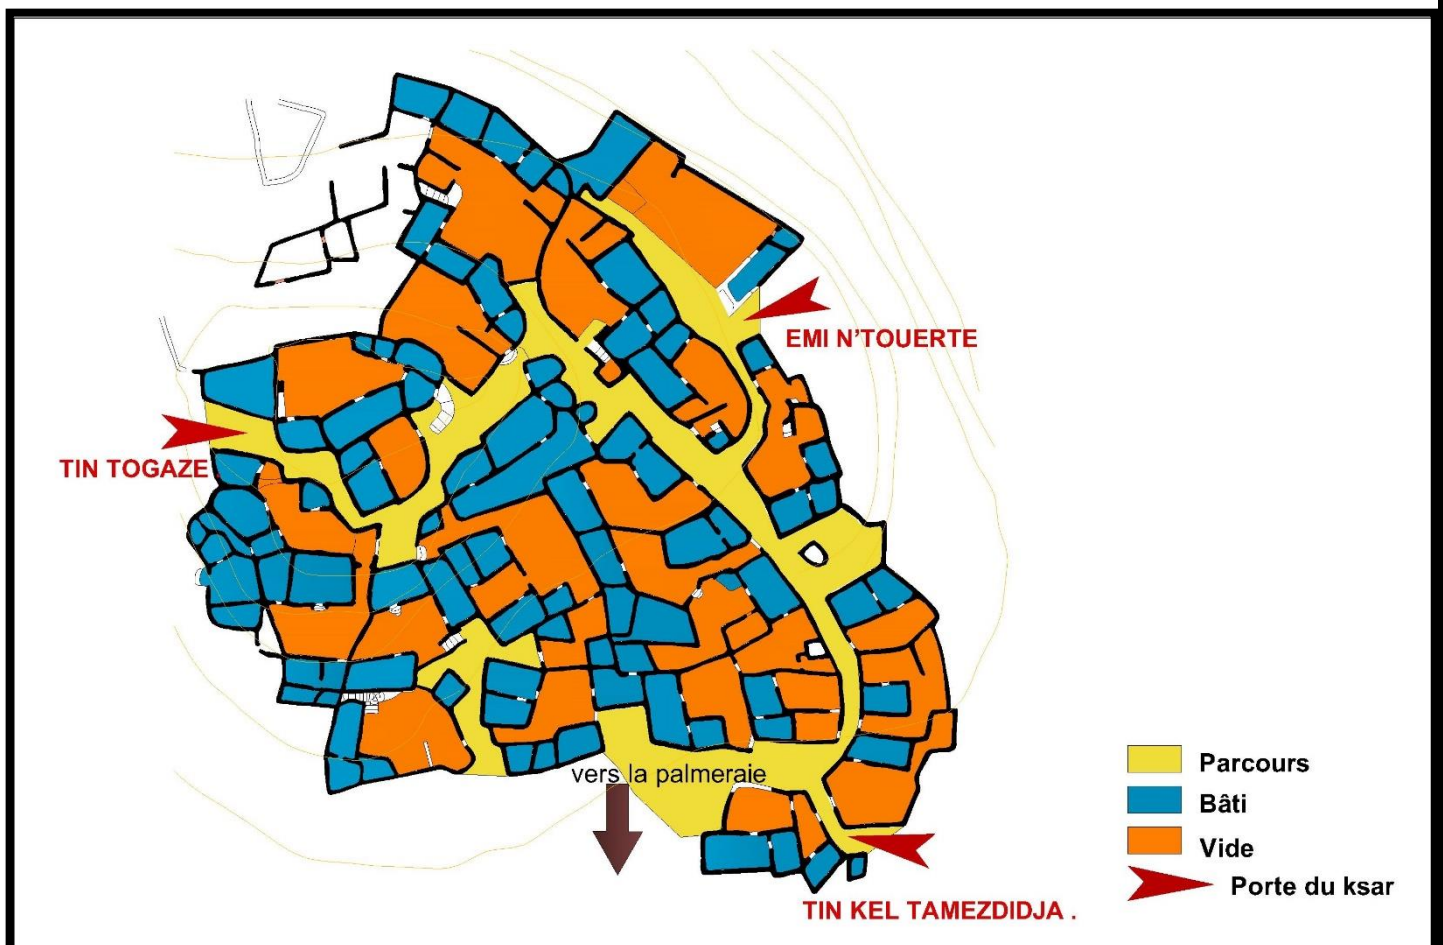 EMI N'TOUERTE
TIN TOGAZE
vers la palmeraie
TIN KEL TAMEZDIDJA .
Parcours
Bâti
Vide
Porte du ksar